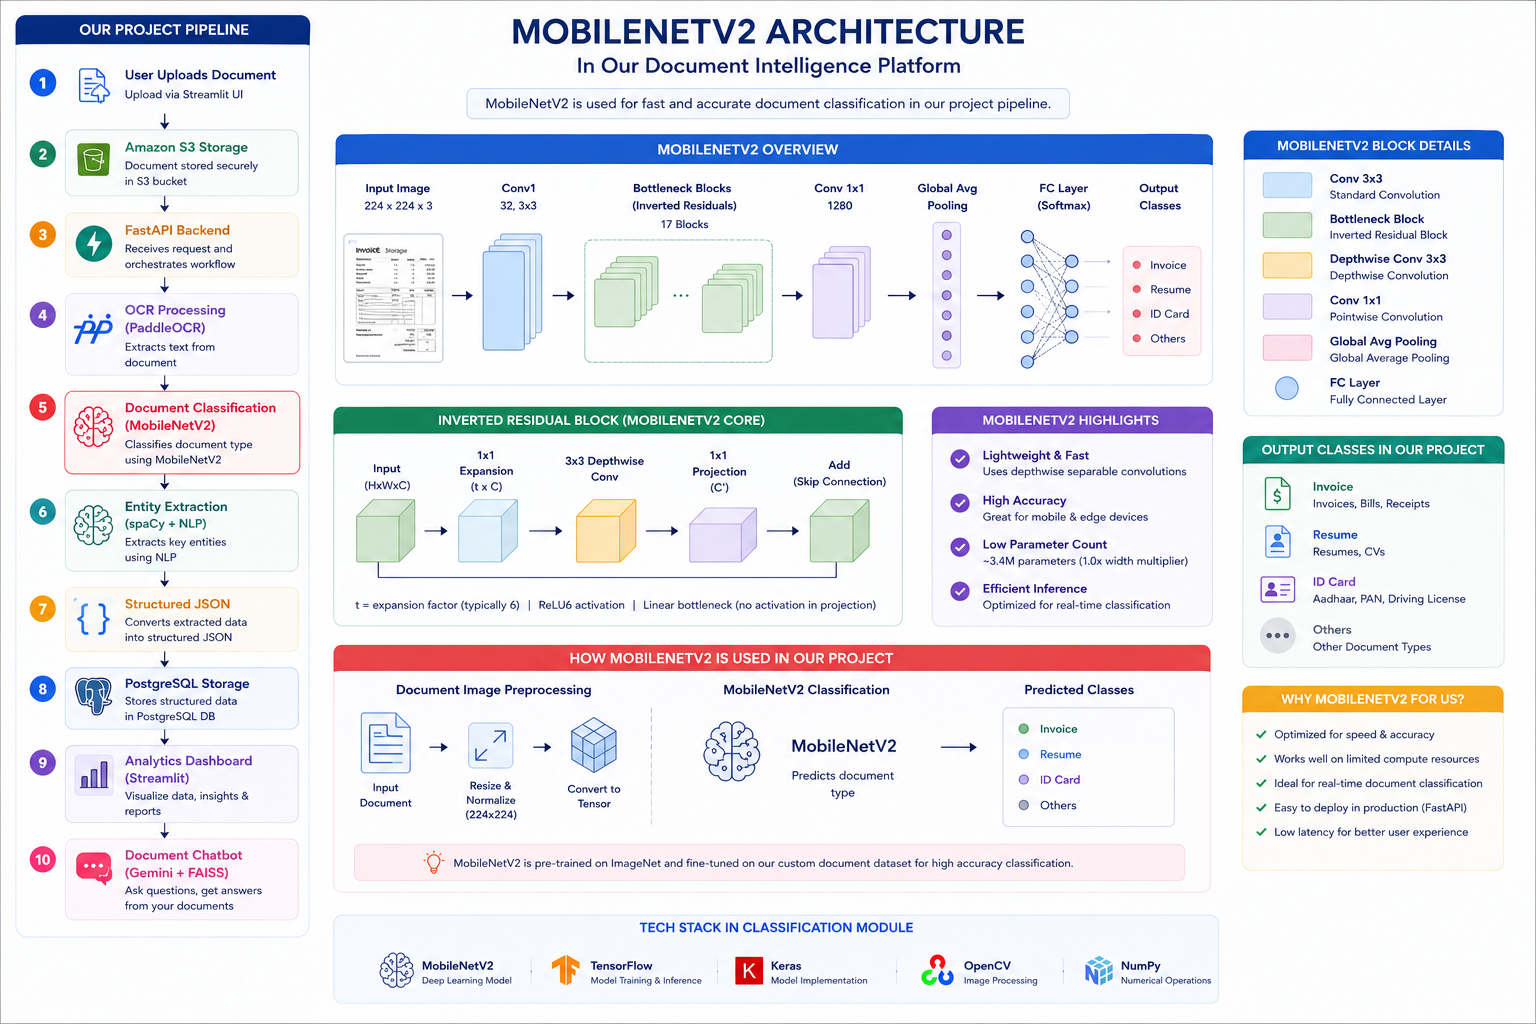 OUR PROJECT PIPELINE
1
User Uploads Document
Upload via Streamlit UI
2
Amazon S3 Storage
Document stored securely
in S3 bucket
3
FastAPI Backend
Receives request and
orchestrates workflow
4
OCR Processing
(PaddleOCR)
Extracts text from
document
5
Document Classification
(MobileNetV2)
Classifies document type
using MobileNetV2
6
Entity Extraction
(spaCy + NLP)
Extracts key entities
using NLP
7
Structured JSON
Converts extracted data
into structured JSON
8
PostgreSQL Storage
Stores structured data
in PostgreSQL DB
9
Analytics Dashboard
(Streamlit)
Visualize data, insights &
reports
10
Document Chatbot
(Gemini + FAISS)
Ask questions, get answers
from your documents
MOBILENETV2 ARCHITECTURE
In Our Document Intelligence Platform
MobileNetV2 is used for fast and accurate document classification in our project pipeline.
MOBILENETV2 OVERVIEW
Input Image
224 x 224 x 3
Invoice Storage
Conv1
32, 3x3
Bottleneck Blocks
(Inverted Residuals)
17 Blocks
Conv 1x1
1280
Global Avg
Pooling
FC Layer
(Softmax)
Output
Classes
Invoice
Resume
ID Card
Others
INVERTED RESIDUAL BLOCK (MOBILENETV2 CORE)
Input
(HxWxC)
1x1
Expansion
(t x C)
3x3 Depthwise
Conv
1x1
Projection
(C')
Add
(Skip Connection)
t = expansion factor (typically 6) | ReLU6 activation | Linear bottleneck (no activation in projection)
MOBILENETV2 HIGHLIGHTS
Lightweight & Fast
Uses depthwise separable convolutions
High Accuracy
Great for mobile & edge devices
Low Parameter Count
~3.4M parameters (1.0x width multiplier)
Efficient Inference
Optimized for real-time classification
HOW MOBILENETV2 IS USED IN OUR PROJECT
Document Image Preprocessing
Input
Document
Resize &
Normalize
(224x224)
Convert to
Tensor
MobileNetV2 Classification
MobileNetV2
Predicts document
type
Predicted Classes
Invoice
Resume
ID Card
Others
MobileNetV2 is pre-trained on ImageNet and fine-tuned on our custom document dataset for high accuracy classification.
TECH STACK IN CLASSIFICATION MODULE
MobileNetV2
Deep Learning Model
TensorFlow
Model Training & Inference
K
Keras
Model Implementation
OpenCV
Image Processing
NumPy
Numerical Operations
MOBILENETV2 BLOCK DETAILS
Conv 3x3
Standard Convolution
Bottleneck Block
Inverted Residual Block
Depthwise Conv 3x3
Depthwise Convolution
Conv 1x1
Pointwise Convolution
Global Avg Pooling
Global Average Pooling
FC Layer
Fully Connected Layer
OUTPUT CLASSES IN OUR PROJECT
Invoice
Invoices, Bills, Receipts
Resume
Resumes, CVs
ID Card
Aadhaar, PAN, Driving License
Others
Other Document Types
WHY MOBILENETV2 FOR US?
Optimized for speed & accuracy
Works well on limited compute resources
Ideal for real-time document classification
Easy to deploy in production (FastAPI)
Low latency for better user experience